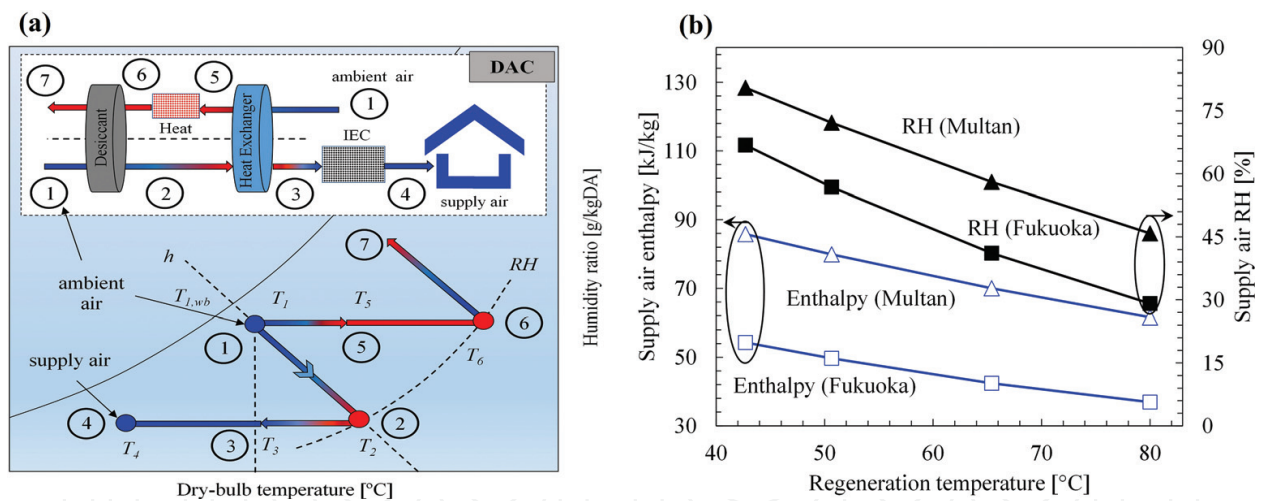 (a)
DAC
7
6
5
ambient air
1
Heat
Desiccant
Heat Exchanger
IEC
1
2
3
4
supply air
h
7
RH
ambient
air
T1,wb
T1
T5
6
1
5
T6
supply air
4
2
T4
3
T3
T2
Dry-bulb temperature [°C]
Humidity ratio [g/kgDA]
(b)
Supply air enthalpy [kJ/kg]
130
110
90
70
50
30
90
75
60
45
30
15
0
Supply air RH [%]
RH (Multan)
RH (Fukuoka)
Enthalpy (Multan)
Enthalpy (Fukuoka)
40 50 60 70 80
Regeneration temperature [°C]